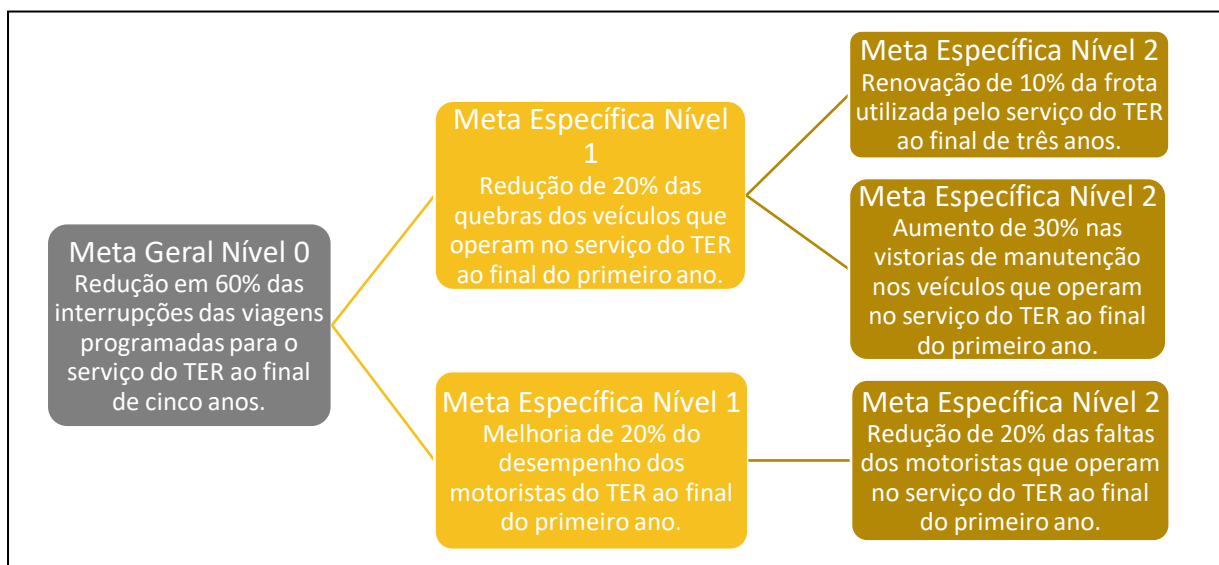 Meta Geral Nível 0
Redução em 60% das
interrupções das viagens
programadas para o
serviço do TER ao final
de cinco anos.
Meta Específica Nível
1
Redução de 20% das
quebras dos veículos que
operam no serviço do TER
ao final do primeiro ano.
Meta Específica Nível 1
Melhoria de 20% do
desempenho dos
motoristas do TER ao final
do primeiro ano.
Meta Específica Nível 2
Renovação de 10% da frota
utilizada pelo serviço do TER
ao final de três anos.
Meta Específica Nível 2
Aumento de 30% nas
vistorias de manutenção
nos veículos que operam
no serviço do TER ao final
do primeiro ano.
Meta Específica Nível 2
Redução de 20% das faltas
dos motoristas que operam
no serviço do TER ao final
do primeiro ano.